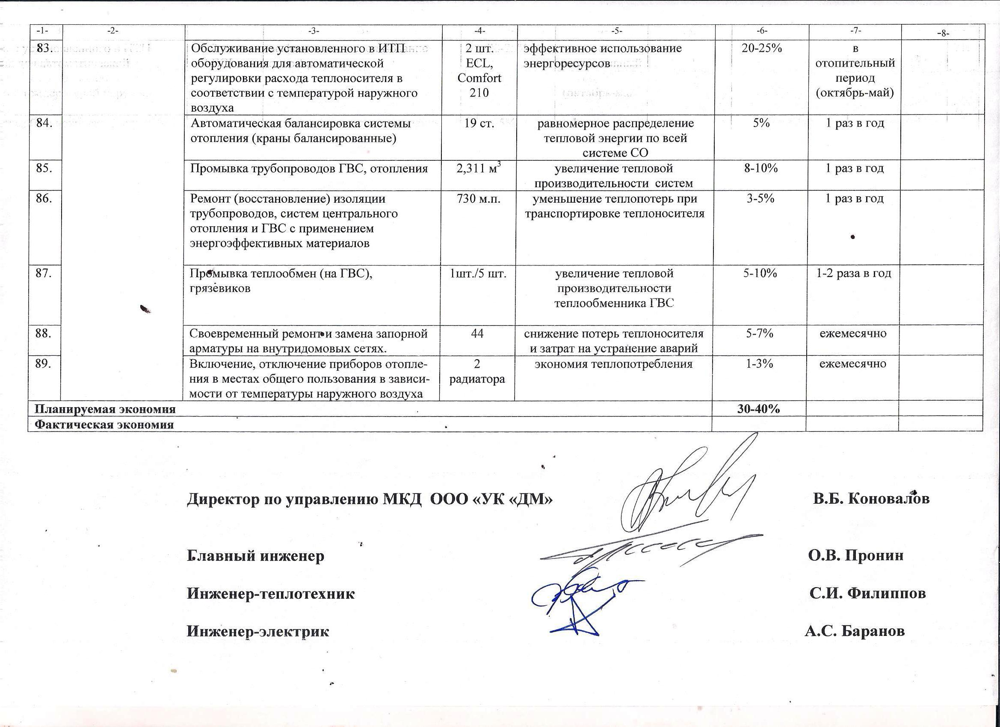 -1- -2- -3- -4- -5- -6- -7- -8-
83. Обслуживание установленного в ИТП 2 шт. эффективное использование 20-25% в
оборудования для автоматической ECL, энергоресурсов отопительный
регулировки расхода теплоносителя в Comfort период
соответствии с температурой наружного 210 (октябрь-май)
воздуха
84. Автоматическая балансировка системы 19 ст. равномерное распределение 5% 1 раз в год
отопления (краны балансированные) тепловой энергии по всей
системе СО
85. Промывка трубопроводов ГВС, отопления 2,311 м³ увеличение тепловой 8-10% 1 раз в год
производительности систем
86. Ремонт (восстановление) изоляции 730 м.п. уменьшение теплопотерь при 3-5% 1 раз в год
трубопроводов, систем центрального транспортировке теплоносителя
отопления и ГВС с применением
энергоэффективных материалов
87. Промывка теплообмен (на ГВС), 1шт./5 шт. увеличение тепловой 5-10% 1-2 раза в год
грязевиков производительности
теплообменника ГВС
88. Своевременный ремонт и замена запорной 44 снижение потерь теплоносителя 5-7% ежемесячно
арматуры на внутридомовых сетях. и затрат на устранение аварий
89. Включение, отключение приборов отопле- 2 экономия теплопотребления 1-3% ежемесячно
ния в местах общего пользования в зависи- радиатора
мости от температуры наружного воздуха
Планируемая экономия 30-40%
Фактическая экономия
Директор по управлению МКД ООО «УК «ДМ» В.Б. Коновалов
Главный инженер О.В. Пронин
Инженер-теплотехник С.И. Филиппов
Инженер-электрик А.С. Баранов